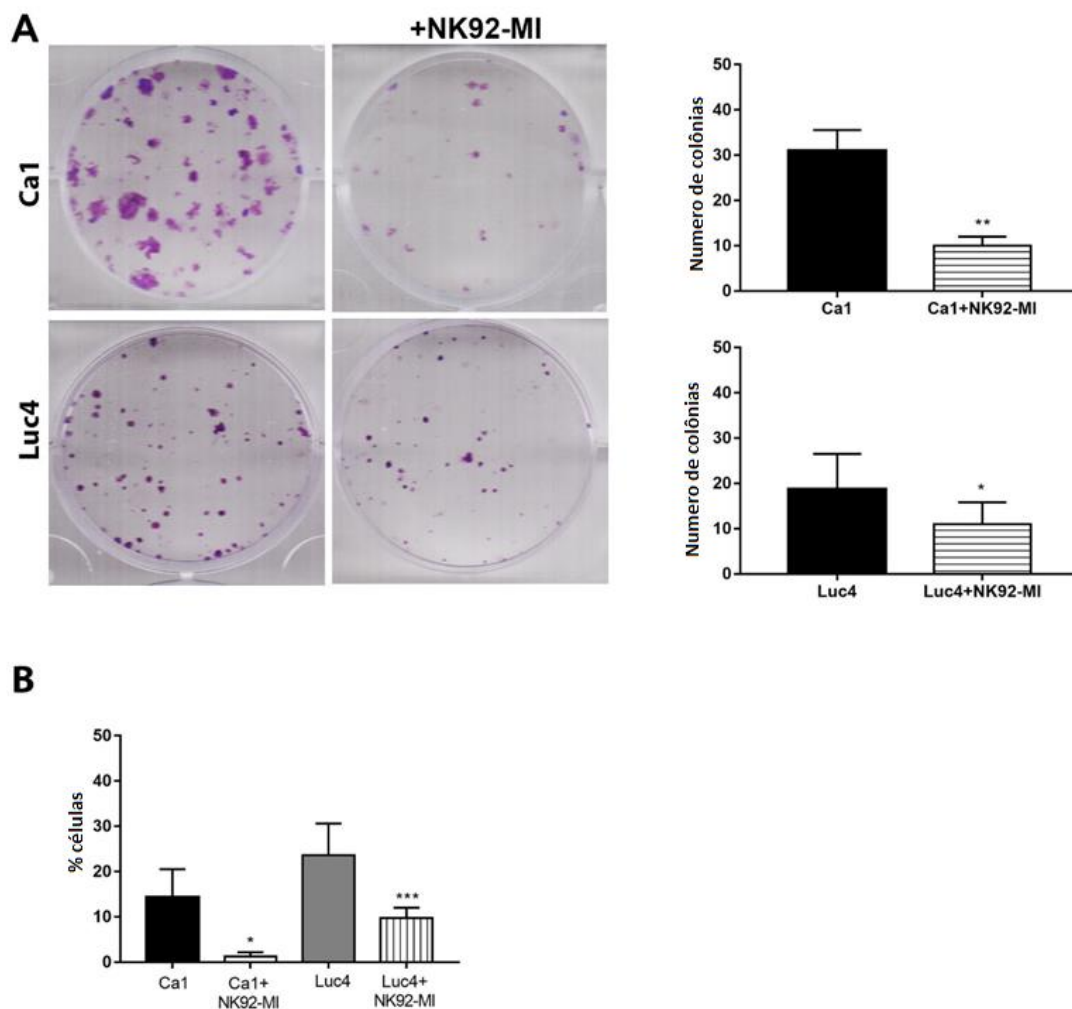 A
+NK92-MI
Ca1
Luc4
Numero de colônias
50
40
30
20
10
0
**
Ca1
Ca1+NK92-MI
Numero de colônias
50
40
30
20
10
0
*
Luc4
Luc4+NK92-MI
B
% células
50
40
30
20
10
0
*
***
Ca1
Ca1+
NK92-MI
Luc4
Luc4+
NK92-MI